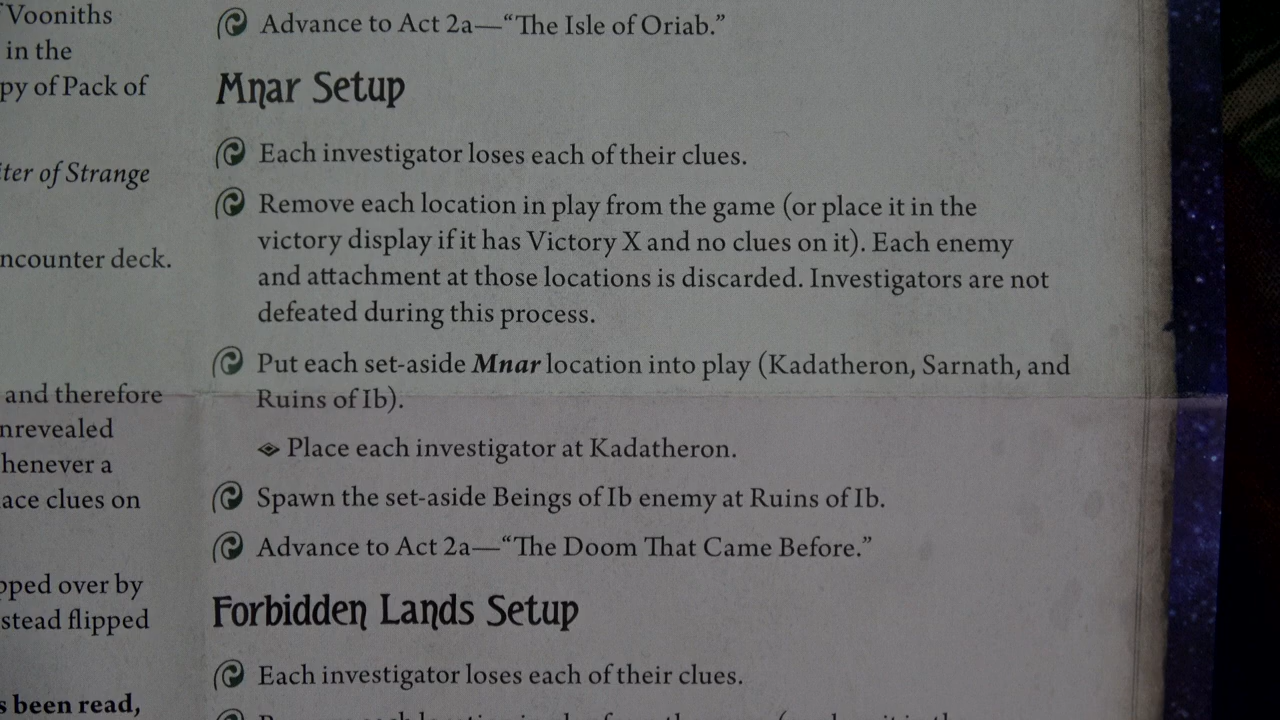 Vooniths
in the
py of Pack of
iter of Strange
ncounter deck.
and therefore
nrevealed
henever a
ace clues on
pped over by
stead flipped
s been read,
Advance to Act 2a—“The Isle of Oriab.”
Mnar Setup
Each investigator loses each of their clues.
Remove each location in play from the game (or place it in the
victory display if it has Victory X and no clues on it). Each enemy
and attachment at those locations is discarded. Investigators are not
defeated during this process.
Put each set-aside Mnar location into play (Kadatheron, Sarnath, and
Ruins of Ib).
Place each investigator at Kadatheron.
Spawn the set-aside Beings of Ib enemy at Ruins of Ib.
Advance to Act 2a—“The Doom That Came Before.”
Forbidden Lands Setup
Each investigator loses each of their clues.